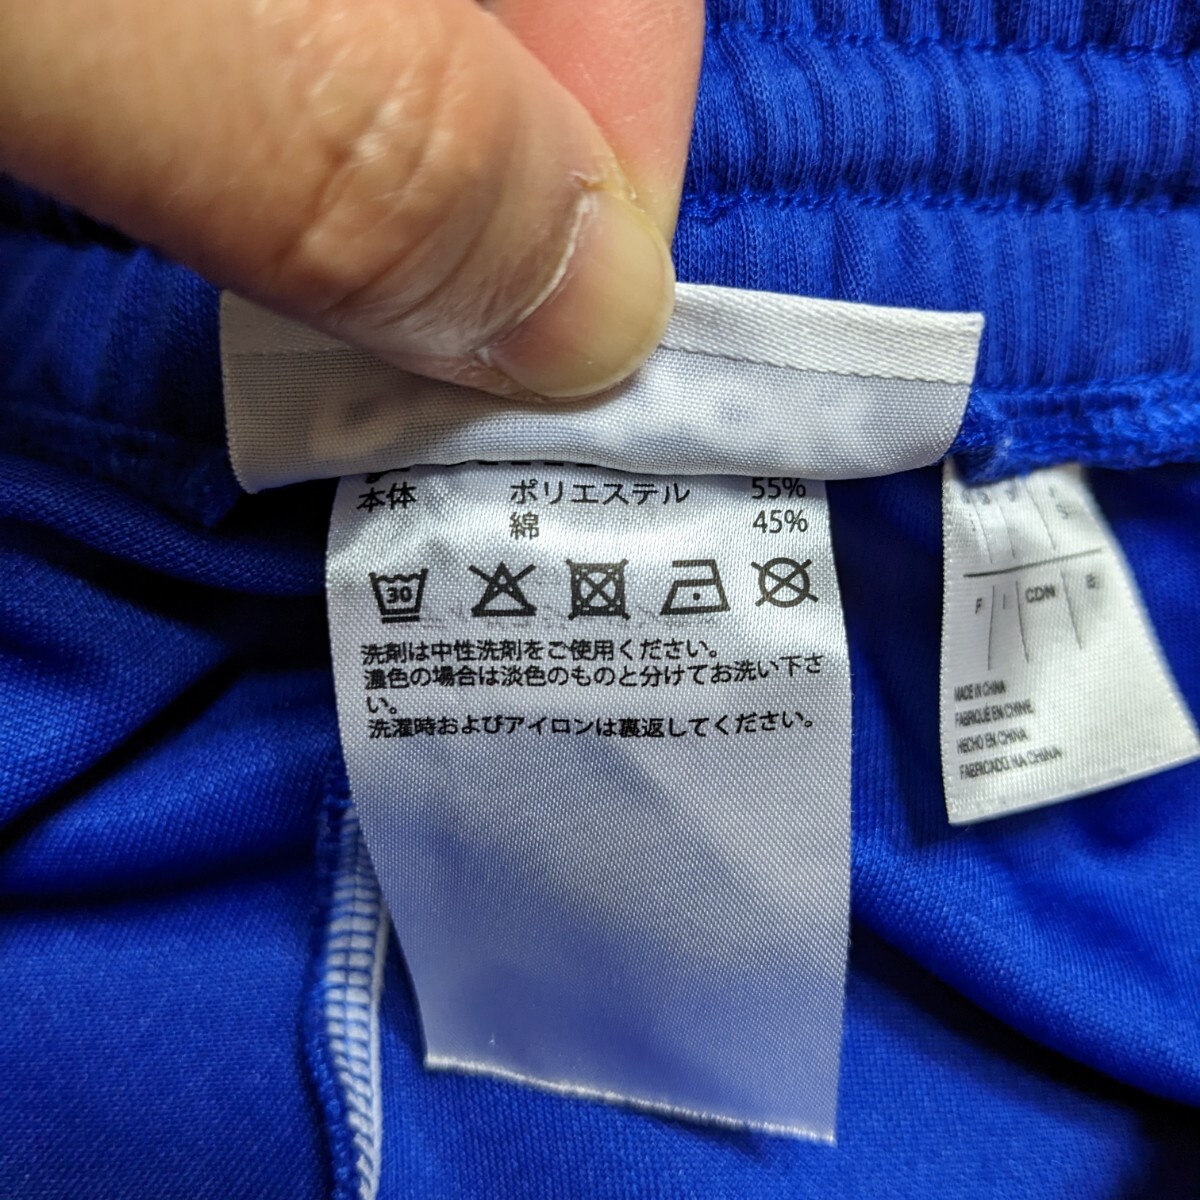 本体 ポリエステル 55%
綿 45%
30
洗剤は中性洗剤をご使用ください。
濃色の場合は淡色のものと分けてお洗い下さ
い。
洗濯時およびアイロンは裏返してください。
F I CDN
MADE IN CHINA
FABRIQUÉ EN CHINE
HECHO EN CHINA
FABRICADO NA CHINA